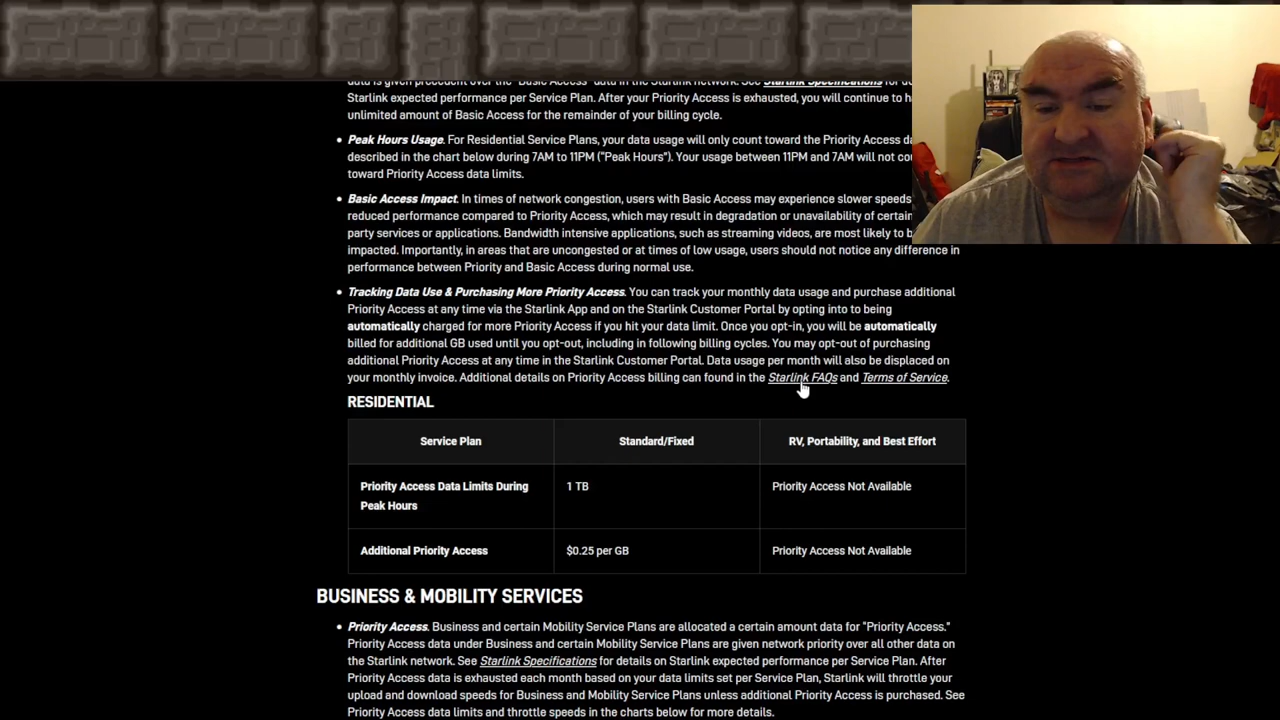 data is given precedent over the "Basic Access" data in the Starlink network. See Starlink Specifications for
Starlink expected performance per Service Plan. After your Priority Access is exhausted, you will continue to
unlimited amount of Basic Access for the remainder of your billing cycle.
• Peak Hours Usage. For Residential Service Plans, your data usage will only count toward the Priority Access
described in the chart below during 7AM to 11PM ("Peak Hours"). Your usage between 11PM and 7AM will not
toward Priority Access data limits.
• Basic Access Impact. In times of network congestion, users with Basic Access may experience slower speeds
reduced performance compared to Priority Access, which may result in degradation or unavailability of certain
party services or applications. Bandwidth intensive applications, such as streaming videos, are most likely to
impacted. Importantly, in areas that are uncongested or at times of low usage, users should not notice any difference in
performance between Priority and Basic Access during normal use.
• Tracking Data Use & Purchasing More Priority Access. You can track your monthly data usage and purchase additional
Priority Access at any time via the Starlink App and on the Starlink Customer Portal by opting into to being
automatically charged for more Priority Access if you hit your data limit. Once you opt-in, you will be automatically
billed for additional GB used until you opt-out, including in following billing cycles. You may opt-out of purchasing
additional Priority Access at any time in the Starlink Customer Portal. Data usage per month will also be displaced on
your monthly invoice. Additional details on Priority Access billing can found in the Starlink FAQs and Terms of Service.
RESIDENTIAL
Service Plan Standard/Fixed RV, Portability, and Best Effort
Priority Access Data Limits During 1 TB Priority Access Not Available
Peak Hours
Additional Priority Access $0.25 per GB Priority Access Not Available
BUSINESS & MOBILITY SERVICES
• Priority Access. Business and certain Mobility Service Plans are allocated a certain amount data for "Priority Access."
Priority Access data under Business and certain Mobility Service Plans are given network priority over all other data on
the Starlink network. See Starlink Specifications for details on Starlink expected performance per Service Plan. After
Priority Access data is exhausted each month based on your data limits set per Service Plan, Starlink will throttle your
upload and download speeds for Business and Mobility Service Plans unless additional Priority Access is purchased. See
Priority Access data limits and throttle speeds in the charts below for more details.